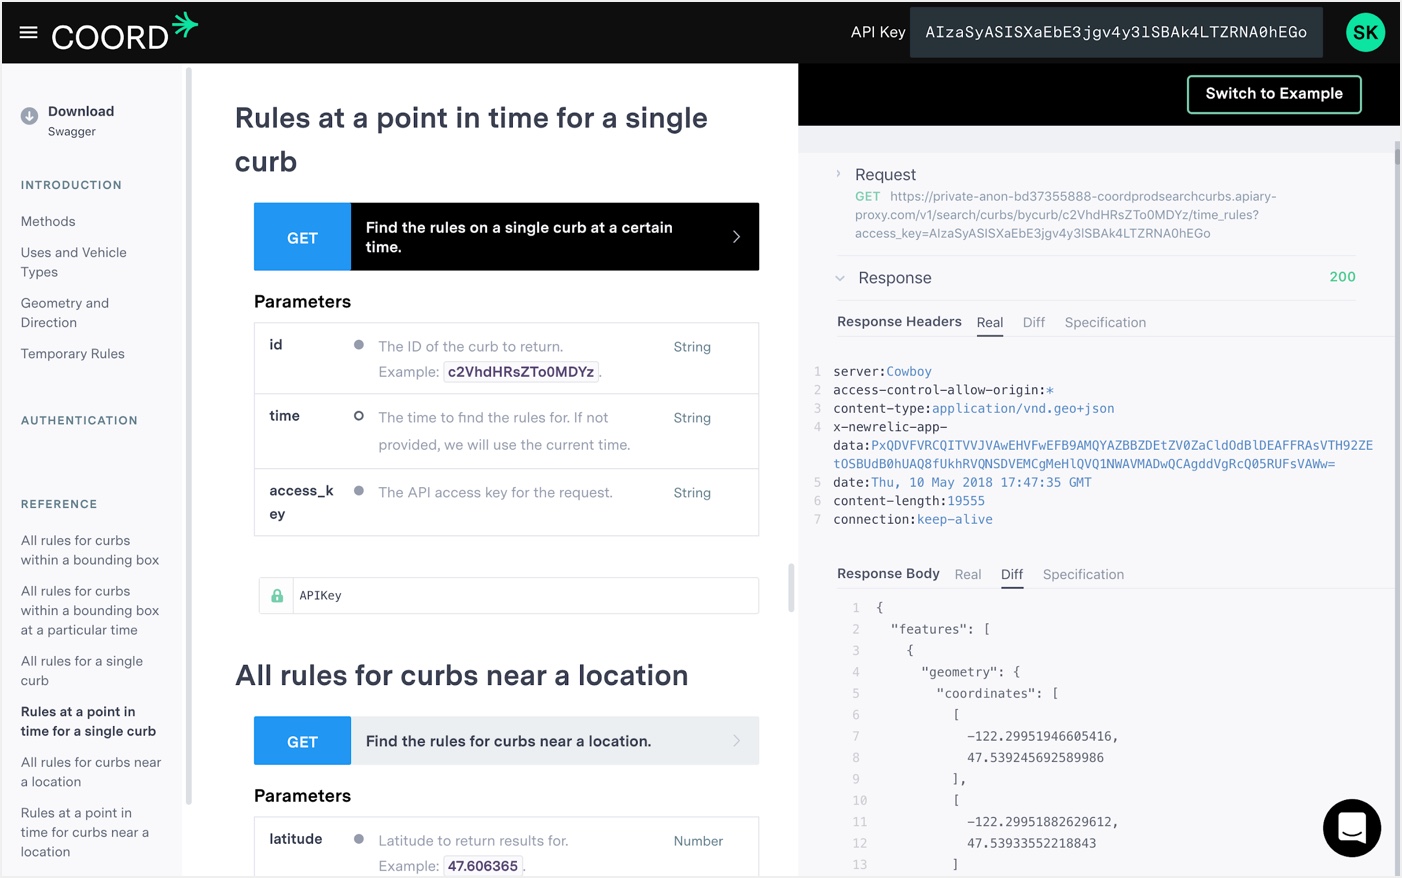 COORD
API Key
AIzaSyASISXaEbE3jgv4y3lSBAk4LTZRNA0hEGo
SK
Download
Swagger
INTRODUCTION
Methods
Uses and Vehicle
Types
Geometry and
Direction
Temporary Rules
AUTHENTICATION
REFERENCE
All rules for curbs
within a bounding box
All rules for curbs
within a bounding box
at a particular time
All rules for a single
curb
Rules at a point in
time for a single curb
All rules for curbs near
a location
Rules at a point in
time for curbs near a
location
Rules at a point in time for a single
curb
GET
Find the rules on a single curb at a certain
time.
Parameters
id
The ID of the curb to return.
String
Example: c2VhdHRsZTo0MDYz.
time
The time to find the rules for. If not
String
provided, we will use the current time.
access_k
ey
The API access key for the request.
String
APIKey
All rules for curbs near a location
GET
Find the rules for curbs near a location.
Parameters
latitude
Latitude to return results for.
Number
Example: 47.606365.
Switch to Example
Request
GET https://private-anon-bd37355888-coordprodsearchcurbs.apiary-
proxy.com/v1/search/curbs/bycurb/c2VhdHRsZTo0MDYz/time_rules?
access_key=AIzaSyASISXaEbE3jgv4y3lSBAk4LTZRNA0hEGo
Response
200
Response Headers Real Diff Specification
1 server:Cowboy
2 access-control-allow-origin:*
3 content-type:application/vnd.geo+json
4 x-newrelic-app-
data:PxQDVFVRCQITVVJVAwEHVFwEFB9AMQYAZBBZDEtZV0ZaCldOdBlDEAFFRAsVTH92ZE
tOSBUdB0hUAQ8fUkhRVQNSDVEMCgMeHlQVQ1NWAVMADwQCAgddVgRcQ05RUFsVAWw=
5 date:Thu, 10 May 2018 17:47:35 GMT
6 content-length:19555
7 connection:keep-alive
Response Body Real Diff Specification
1 {
2 "features": [
3 {
4 "geometry": {
5 "coordinates": [
6 [
7 -122.29951946605416,
8 47.539245692589986
9 ],
10 [
11 -122.29951882629612,
12 47.53933552218843
13 ]